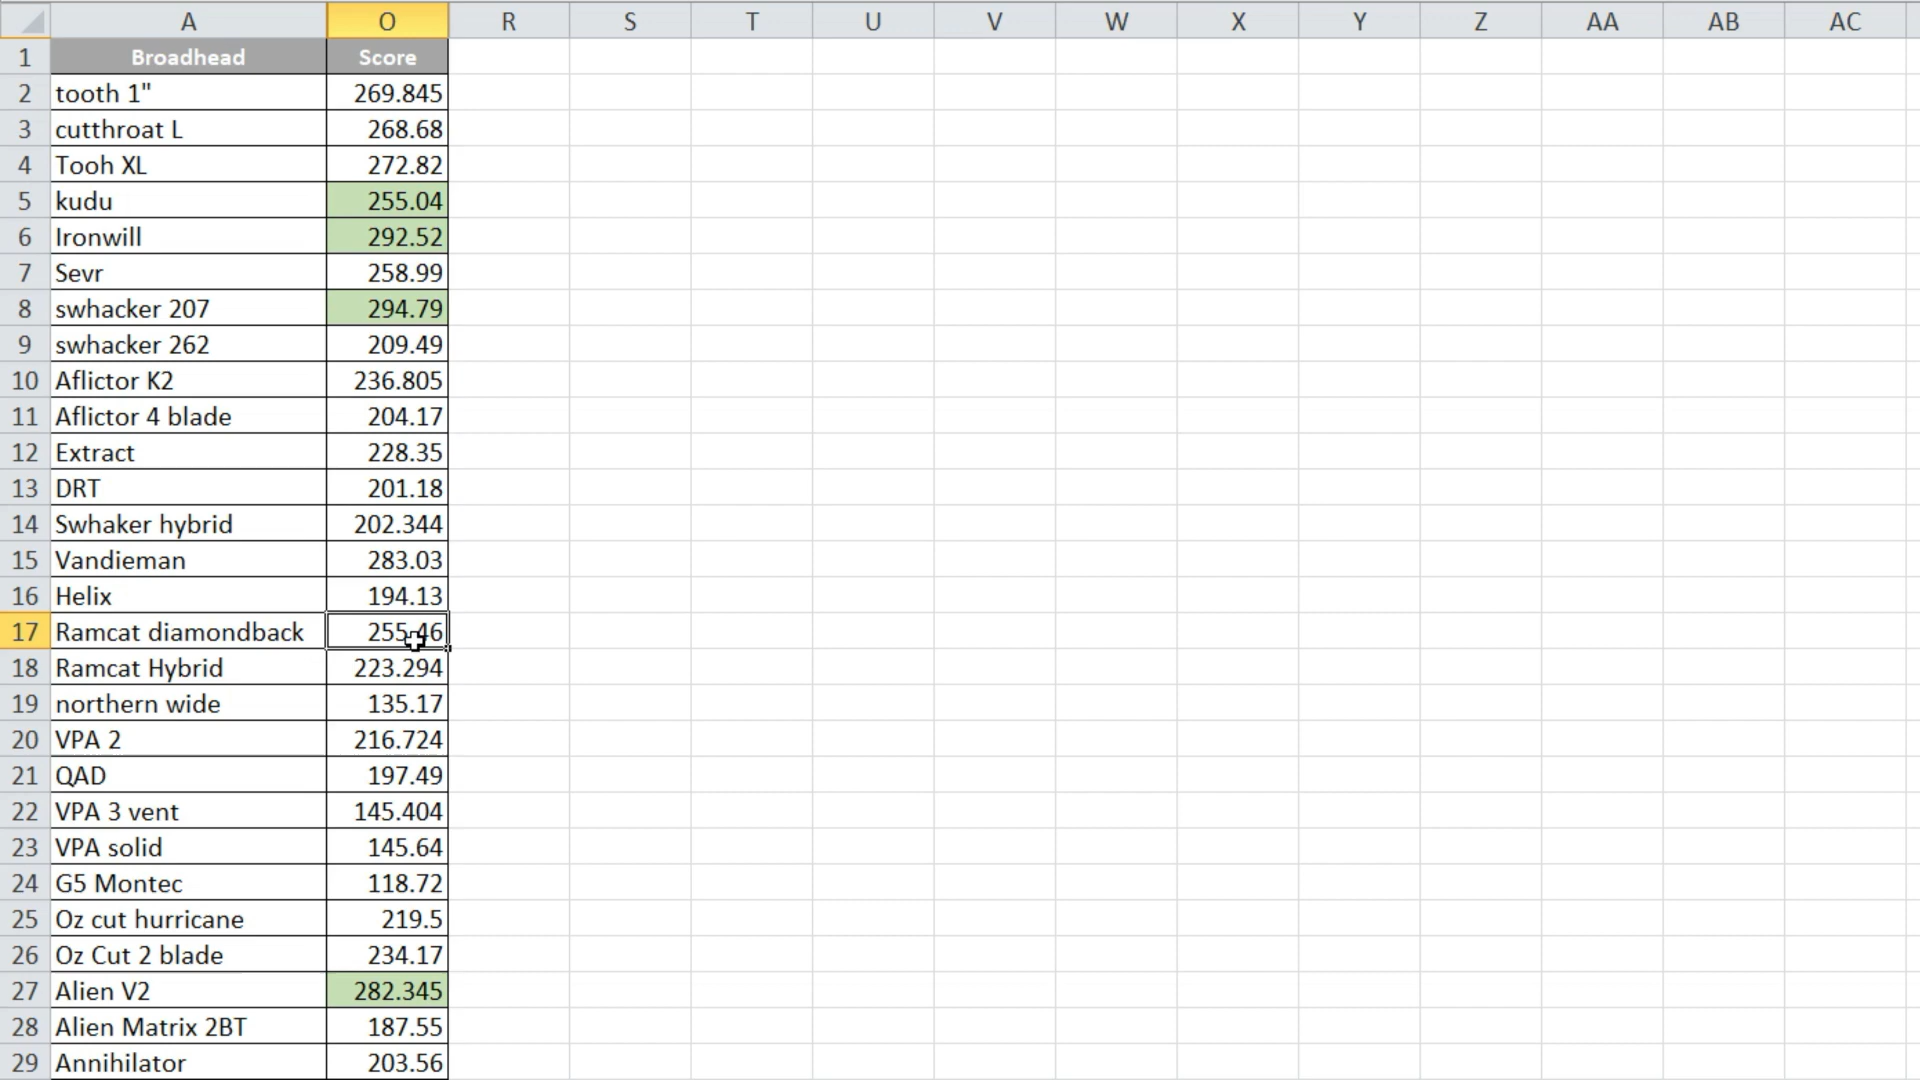 A O R S T U V W X Y Z AA AB AC
1 Broadhead Score
2 tooth 1" 269.845
3 cutthroat L 268.68
4 Tooh XL 272.82
5 kudu 255.04
6 Ironwill 292.52
7 Sevr 258.99
8 swhacker 207 294.79
9 swhacker 262 209.49
10 Aflictor K2 236.805
11 Aflictor 4 blade 204.17
12 Extract 228.35
13 DRT 201.18
14 Swhaker hybrid 202.344
15 Vandieman 283.03
16 Helix 194.13
17 Ramcat diamondback 255.46
18 Ramcat Hybrid 223.294
19 northern wide 135.17
20 VPA 2 216.724
21 QAD 197.49
22 VPA 3 vent 145.404
23 VPA solid 145.64
24 G5 Montec 118.72
25 Oz cut hurricane 219.5
26 Oz Cut 2 blade 234.17
27 Alien V2 282.345
28 Alien Matrix 2BT 187.55
29 Annihilator 203.56